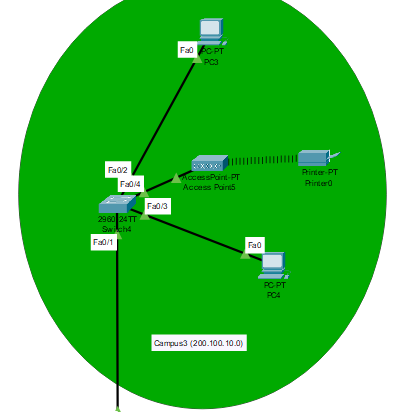 Fa0
PC-PT
PC3
Fa0/2
AccessPoint-PT
Access Point5
Printer-PT
Printer0
Fa0/4
2960-24TT
Switch4
Fa0/3
Fa0/1
Fa0
PC-PT
PC4
Campus3 (200.100.10.0)